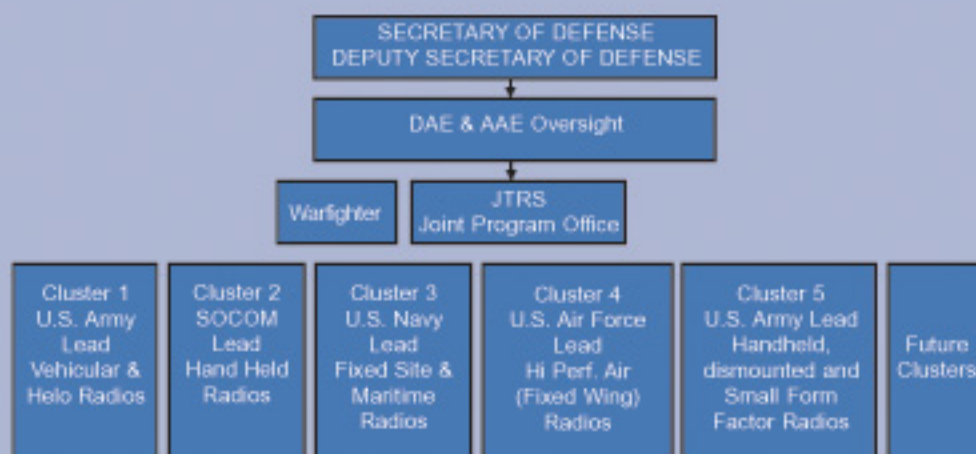 SECRETARY OF DEFENSE
DEPUTY SECRETARY OF DEFENSE
DAE & AAE Oversight
Warfighter
JTRS
Joint Program Office
Cluster 1
U.S. Army
Lead
Vehicular &
Helo Radios
Cluster 2
SOCOM
Lead
Hand Held
Radios
Cluster 3
U.S. Navy
Lead
Fixed Site &
Maritime
Radios
Cluster 4
U.S. Air Force
Lead
Hi Perf. Air
(Fixed Wing)
Radios
Cluster 5
U.S. Army Lead
Handheld,
dismounted and
Small Form
Factor Radios
Future
Clusters